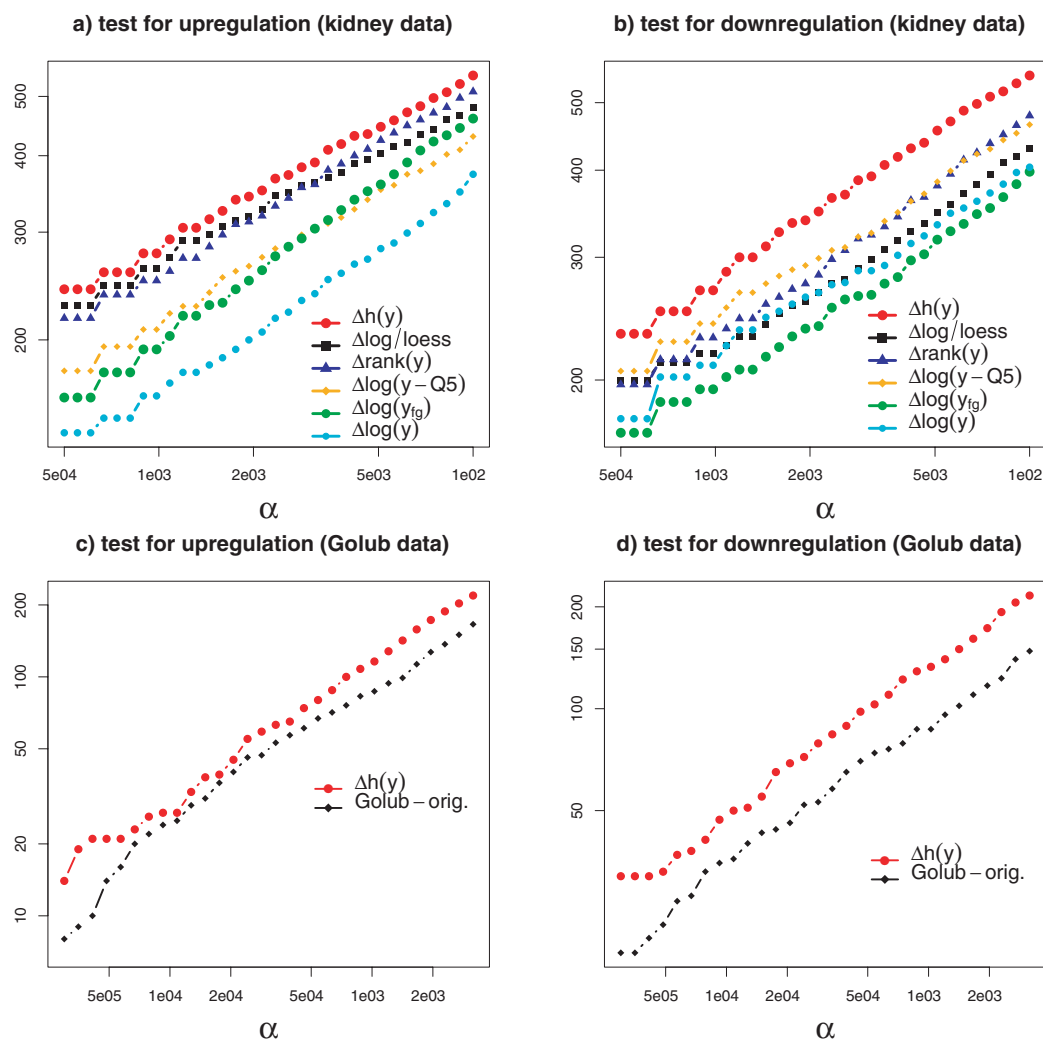 a) test for upregulation (kidney data)
500
400
300
200
Δh(y)
Δlog/loess
Δrank(y)
Δlog(y−Q5)
Δlog(yfg)
Δlog(y)
5e04 1e03 2e03 5e03 1e02
α
b) test for downregulation (kidney data)
500
400
300
200
Δh(y)
Δlog/loess
Δrank(y)
Δlog(y−Q5)
Δlog(yfg)
Δlog(y)
5e04 1e03 2e03 5e03 1e02
α
c) test for upregulation (Golub data)
200
100
50
20
10
Δh(y)
Golub−orig.
5e05 1e04 2e04 5e04 1e03 2e03
α
d) test for downregulation (Golub data)
200
150
100
50
Δh(y)
Golub−orig.
5e05 1e04 2e04 5e04 1e03 2e03
α